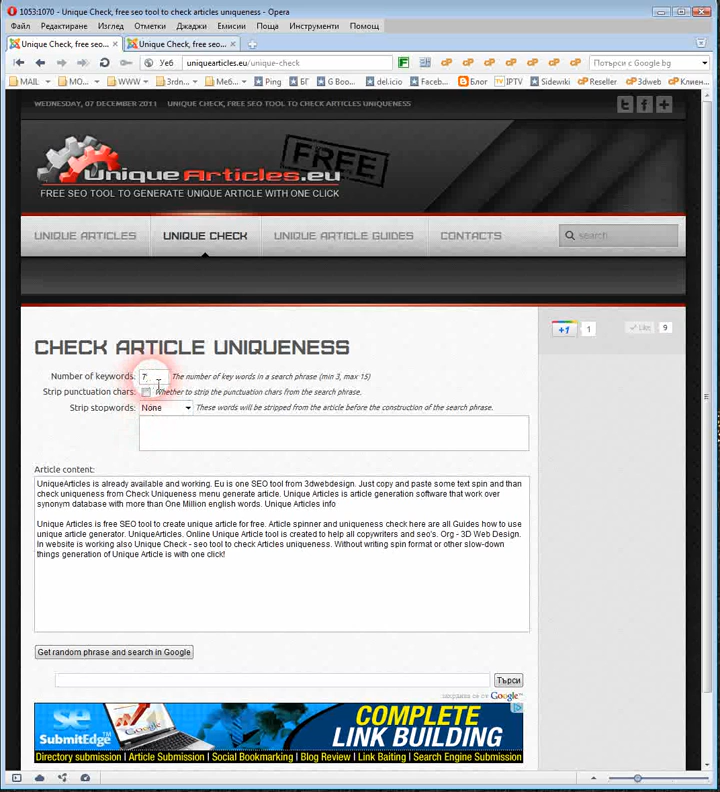 1053:1070 - Unique Check, free seo tool to check articles uniqueness - Opera
Файл Редактиране Изглед Отметки Джаджи Емисии Поща Инструменти Помощ
Unique Check, free seo... Unique Check, free seo...
Уеб uniquearticles.eu/unique-check Търси с Google bg
MAIL MO... WWW 3rdn... Me6... Ping БГ G Boo... del.icio Faceb... Блог IPTV Sidewiki Reseller 3dweb Клиен...
WEDNESDAY, 07 DECEMBER 2011 UNIQUE CHECK, FREE SEO TOOL TO CHECK ARTICLES UNIQUENESS
FREE
UniqueArticles.eu
FREE SEO TOOL TO GENERATE UNIQUE ARTICLE WITH ONE CLICK
UNIQUE ARTICLES UNIQUE CHECK UNIQUE ARTICLE GUIDES CONTACTS search...
CHECK ARTICLE UNIQUENESS
+1 1 Like 9
Number of keywords: 7 The number of key words in a search phrase (min 3, max 15)
Strip punctuation chars: Whether to strip the punctuation chars from the search phrase.
Strip stopwords: None These words will be stripped from the article before the construction of the search phrase.
Article content:
UniqueArticles is already available and working. Eu is one SEO tool from 3dwebdesign. Just copy and paste some text spin and than
check uniqueness from Check Uniqueness menu generate article. Unique Articles is article generation software that work over
synonym database with more than One Million english words. Unique Articles info
Unique Articles is free SEO tool to create unique article for free. Article spinner and uniqueness check here are all Guides how to use
unique article generator. UniqueArticles. Online Unique Article tool is created to help all copywriters and seo's. Org - 3D Web Design.
In website is working also Unique Check - seo tool to check Articles uniqueness. Without writing spin format or other slow-down
things generation of Unique Article is with one click!
Get random phrase and search in Google
Търси
Google
se
SubmitEdge
COMPLETE
LINK BUILDING
Directory submission | Article Submission | Social Bookmarking | Blog Review | Link Baiting | Search Engine Submission